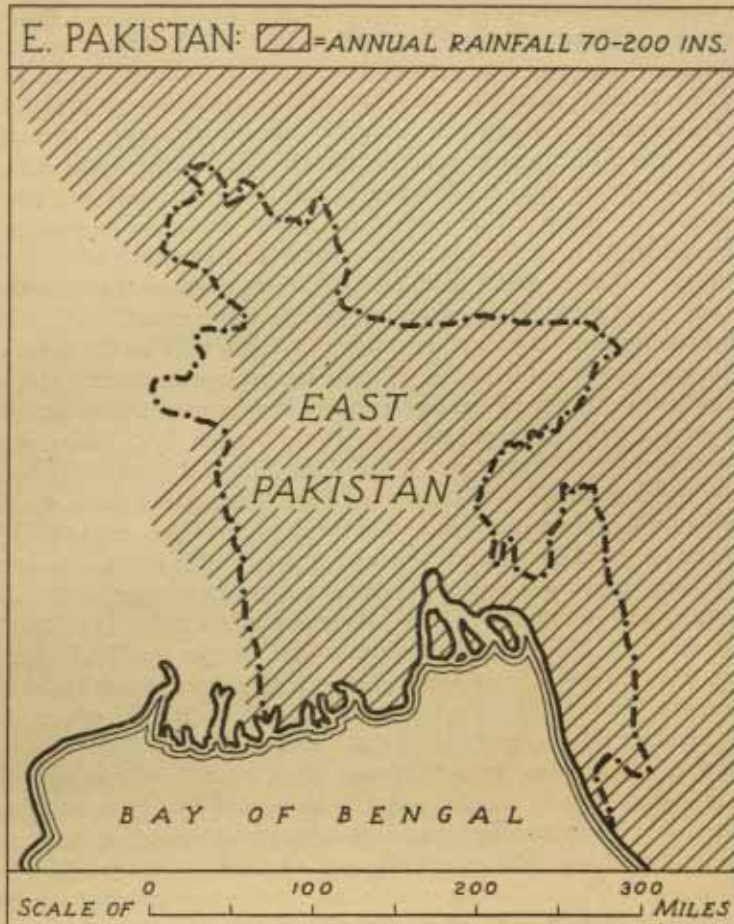 E. PAKISTAN: =ANNUAL RAINFALL 70-200 INS.
EAST
PAKISTAN
BAY OF BENGAL
0 100 200 300
SCALE OF MILES